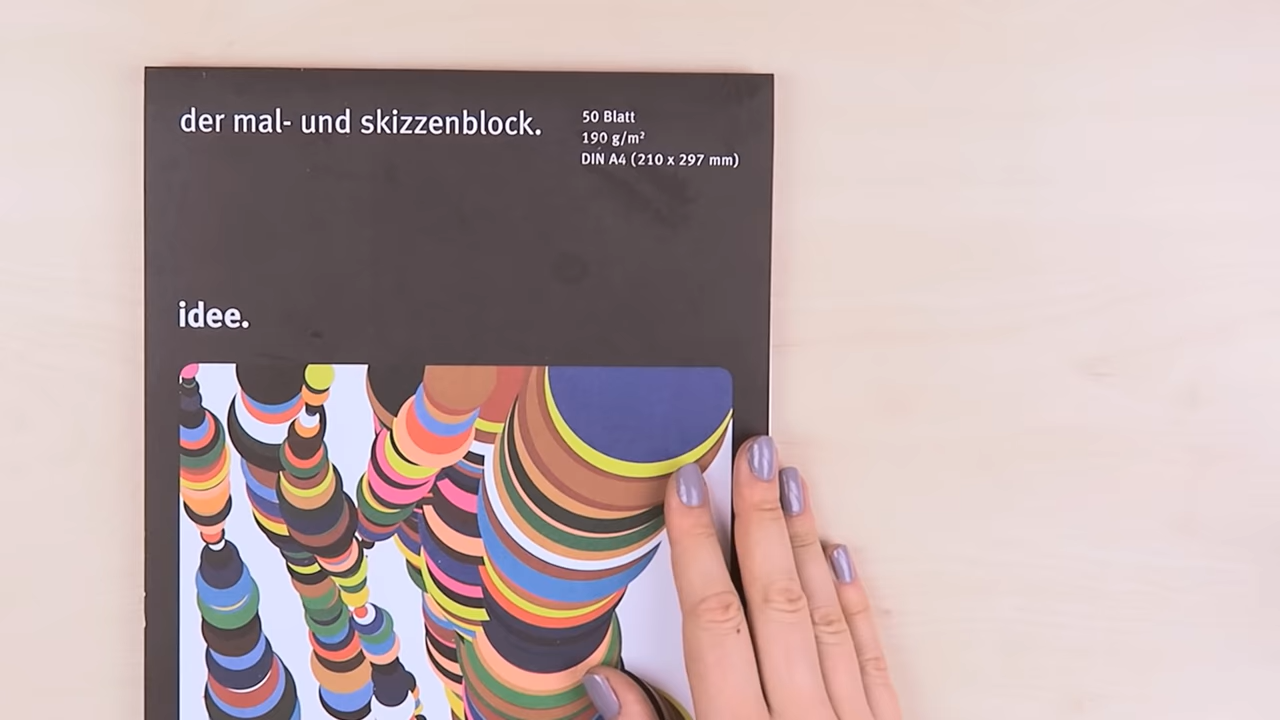 der mal- und skizzenblock.
50 Blatt
190 g/m²
DIN A4 (210 x 297 mm)
idee.